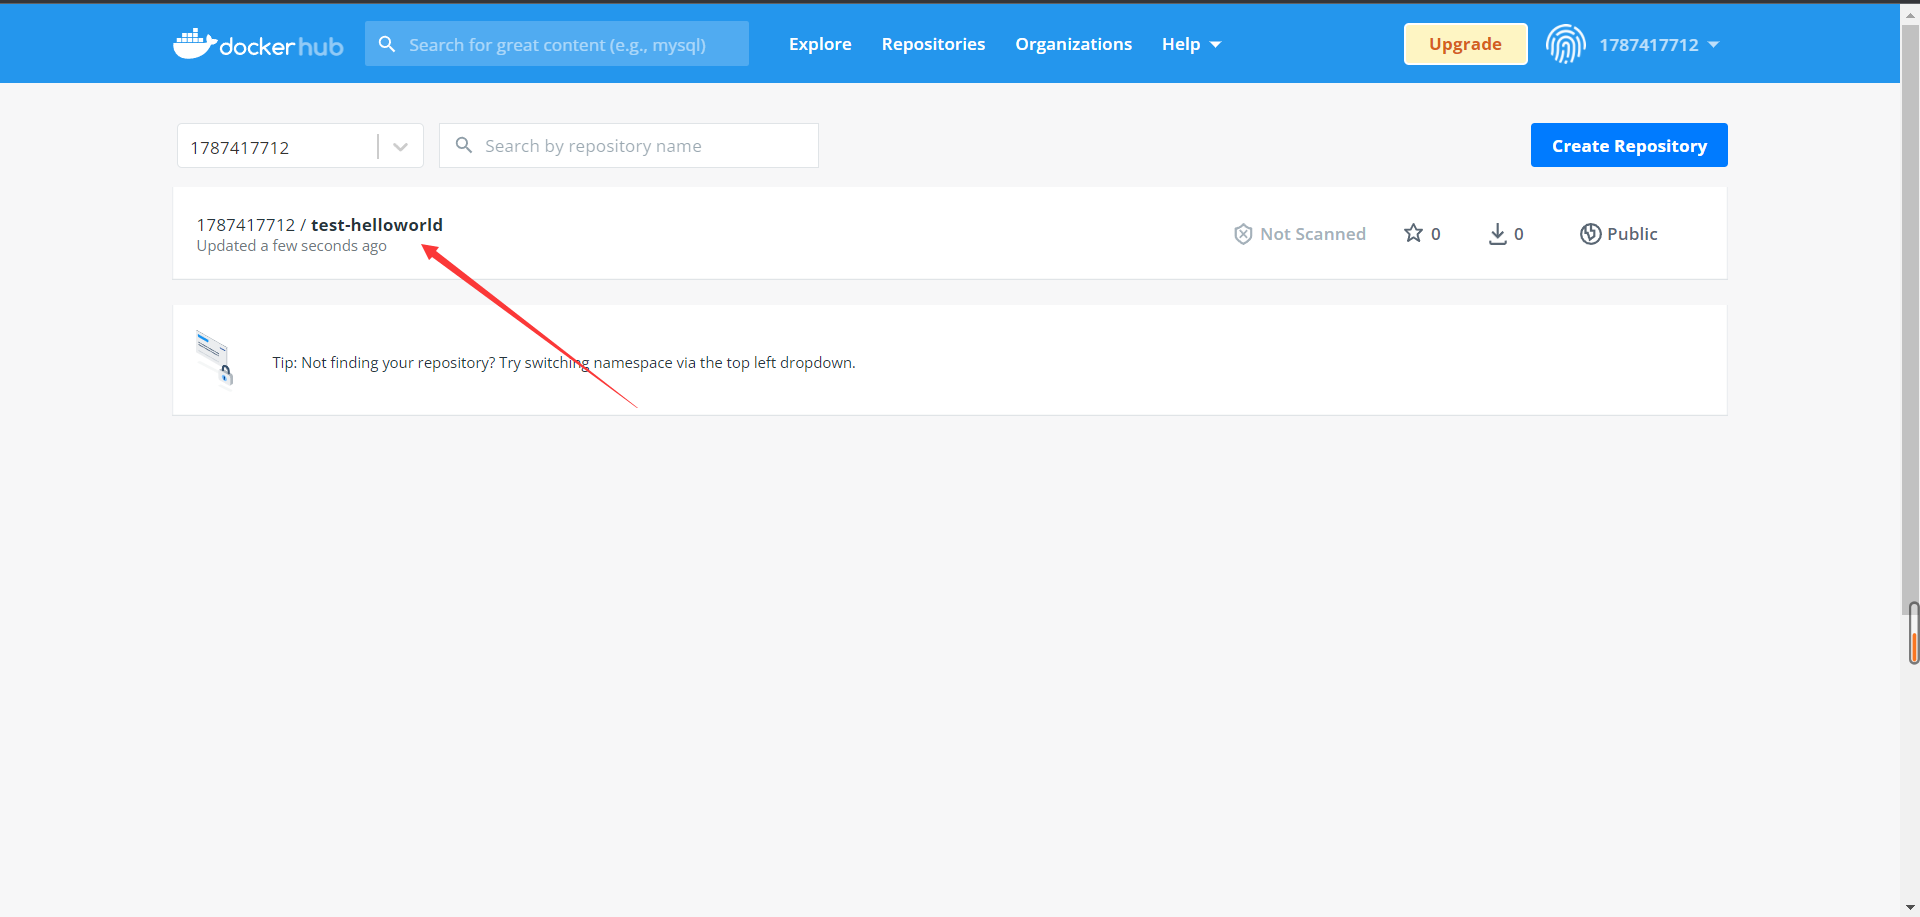 docker hub
Search for great content (e.g., mysql)
Explore
Repositories
Organizations
Help
Upgrade
1787417712
1787417712
Search by repository name
Create Repository
1787417712 / test-helloworld
Updated a few seconds ago
Not Scanned
0
0
Public
Tip: Not finding your repository? Try switching namespace via the top left dropdown.